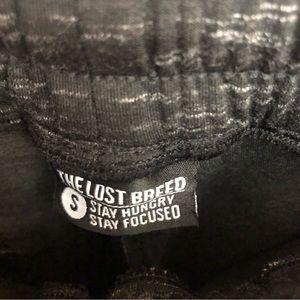 THE LOST BREED
S STAY HUNGRY
STAY FOCUSED